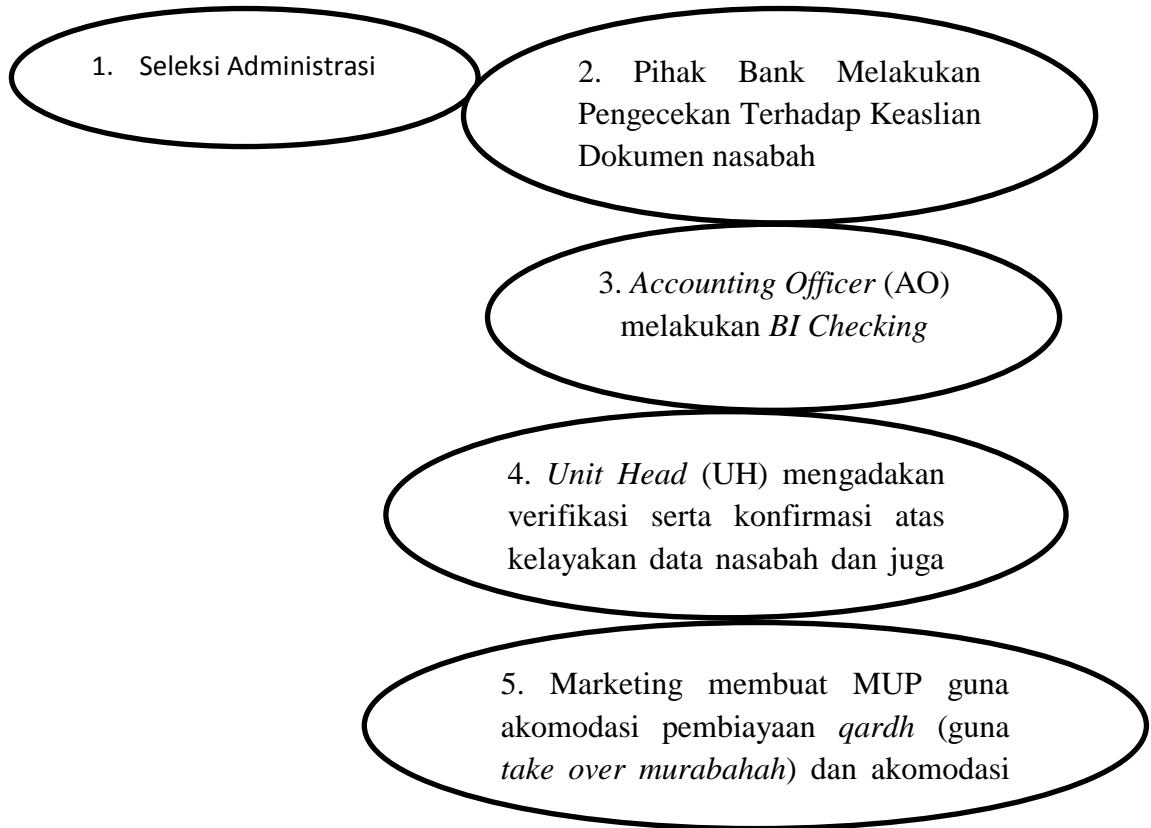 1. Seleksi Administrasi
2. Pihak Bank Melakukan
Pengecekan Terhadap Keaslian
Dokumen nasabah
3. Accounting Officer (AO)
melakukan BI Checking
4. Unit Head (UH) mengadakan
verifikasi serta konfirmasi atas
kelayakan data nasabah dan juga
5. Marketing membuat MUP guna
akomodasi pembiayaan qardh (guna
take over murabahah) dan akomodasi